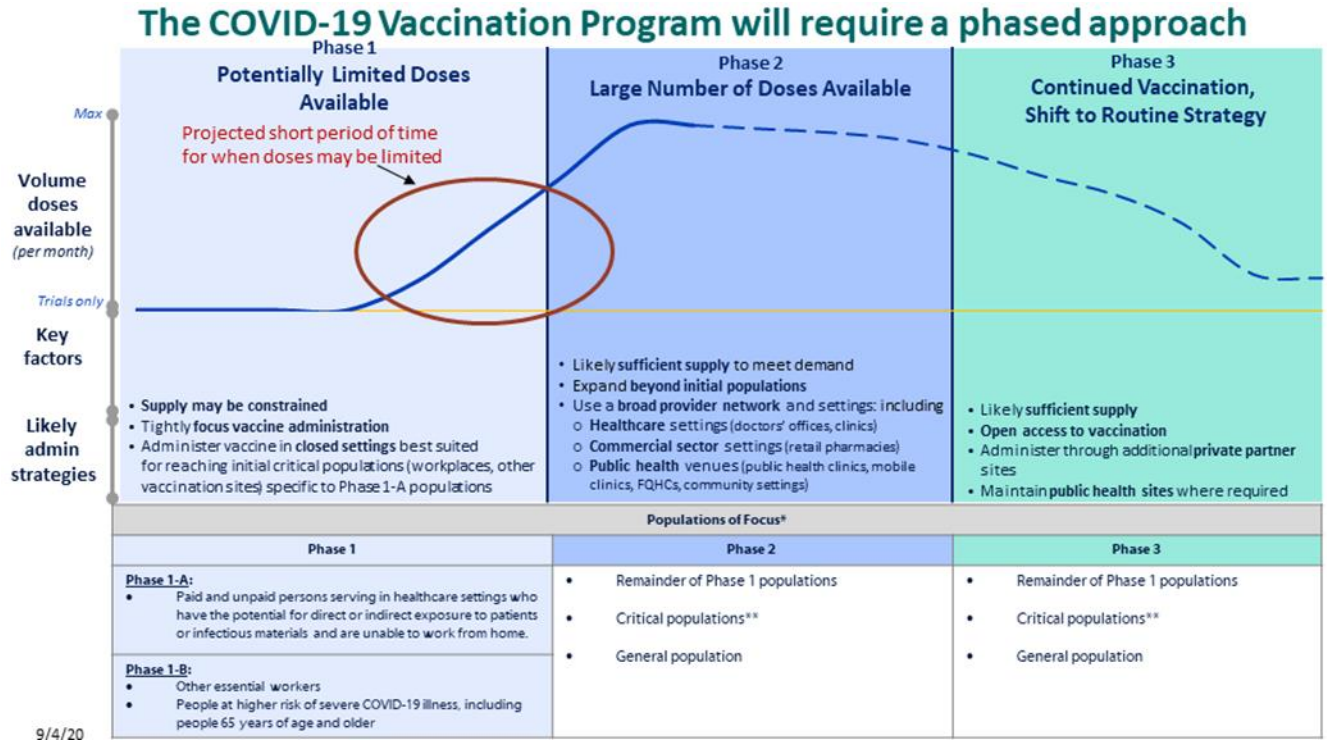 The COVID-19 Vaccination Program will require a phased approach
Phase 1
Potentially Limited Doses
Available
Projected short period of time
for when doses may be limited
Phase 2
Large Number of Doses Available
Phase 3
Continued Vaccination,
Shift to Routine Strategy
Max
Volume
doses
available
(per month)
Trials only
Key
factors
Likely
admin
strategies
• Supply may be constrained
• Tightly focus vaccine administration
• Administer vaccine in closed settings best suited
for reaching initial critical populations (workplaces, other
vaccination sites) specific to Phase 1-A populations
• Likely sufficient supply to meet demand
• Expand beyond initial populations
• Use a broad provider network and settings: including
o Healthcare settings (doctors' offices, clinics)
o Commercial sector settings (retail pharmacies)
o Public health venues (public health clinics, mobile
clinics, FQHCs, community settings)
• Likely sufficient supply
• Open access to vaccination
• Administer through additional private partner
sites
• Maintain public health sites where required
Populations of Focus*
Phase 1
Phase 2
Phase 3
Phase 1-A:
• Paid and unpaid persons serving in healthcare settings who
have the potential for direct or indirect exposure to patients
or infectious materials and are unable to work from home.
Phase 1-B:
• Other essential workers
• People at higher risk of severe COVID-19 illness, including
people 65 years of age and older
• Remainder of Phase 1 populations
• Critical populations**
• General population
• Remainder of Phase 1 populations
• Critical populations**
• General population
9/4/20